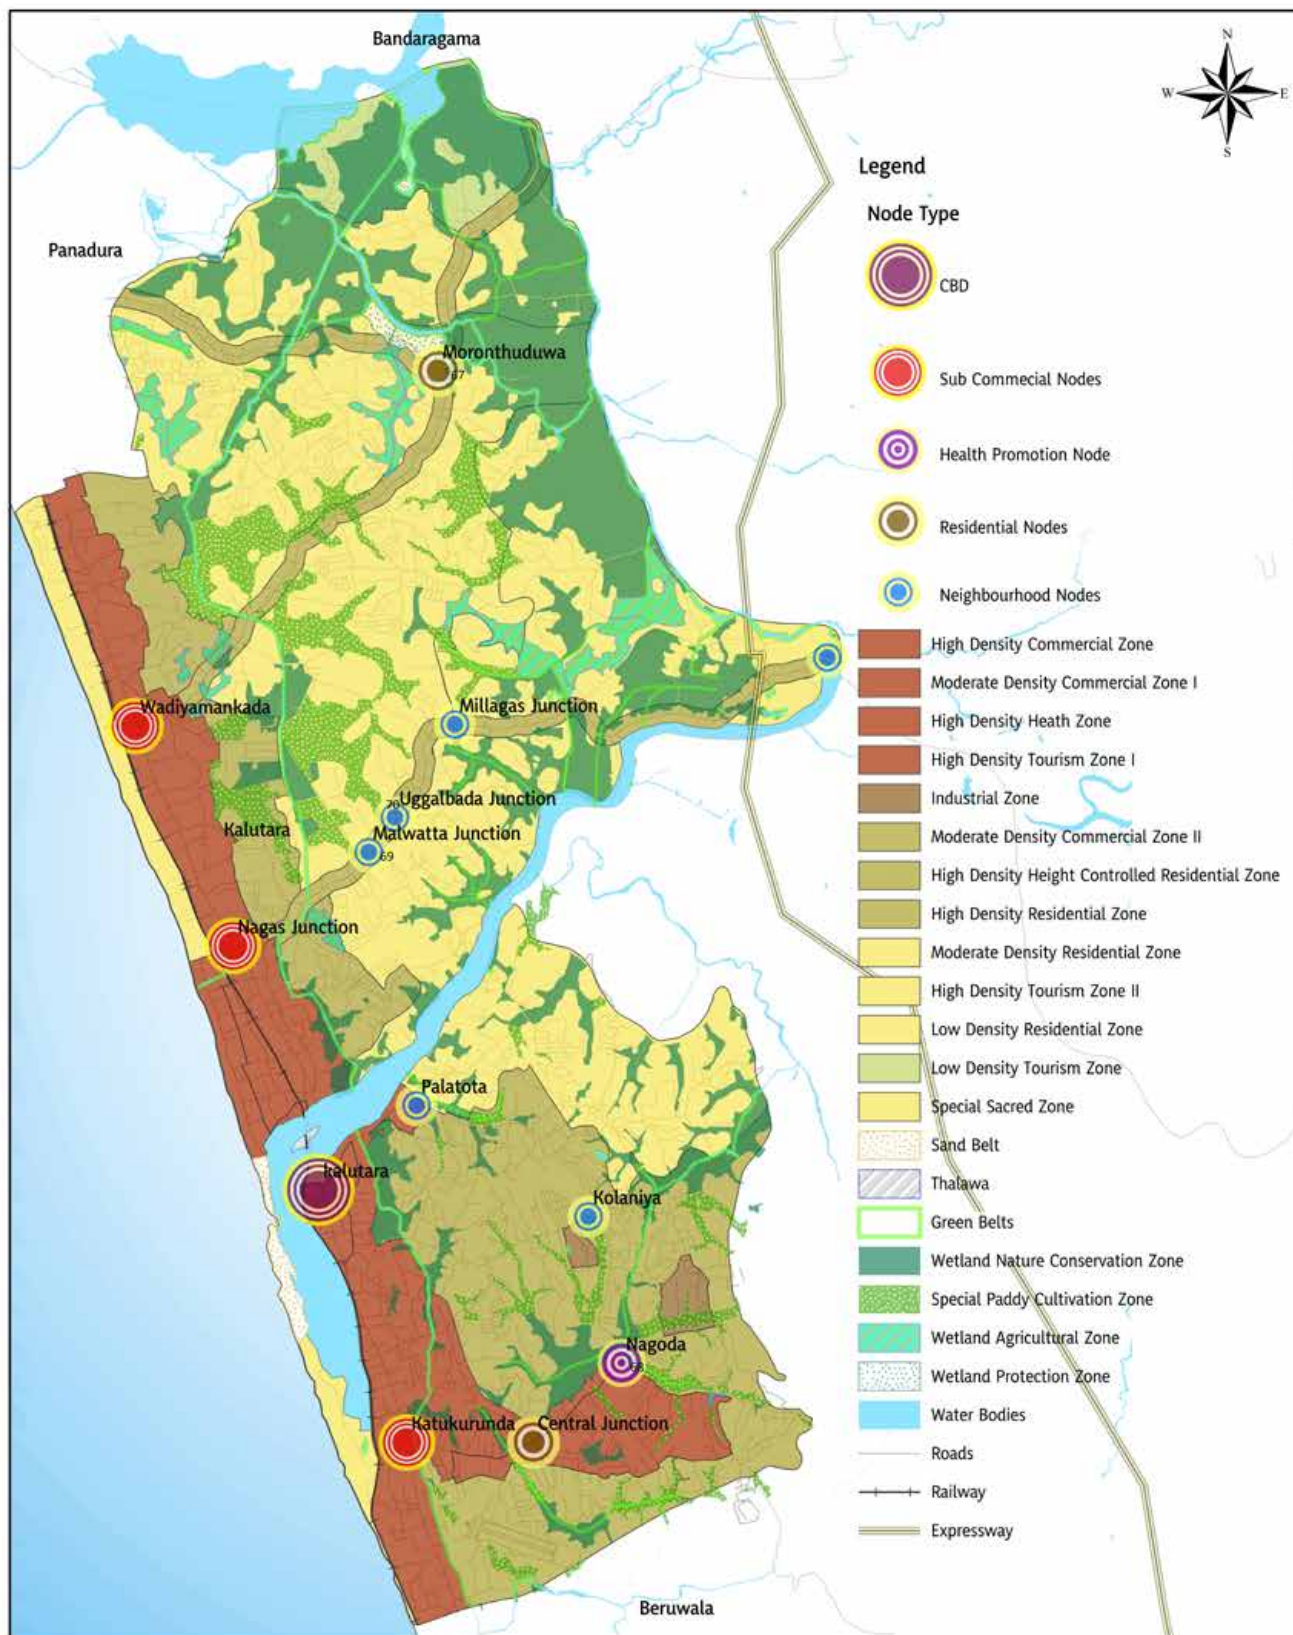 Bandaragama
N
W
E
S
Legend
Node Type
Panadura
CBD
Moronthuduwa
67
Sub Commecial Nodes
Health Promotion Node
Residential Nodes
Neighbourhood Nodes
High Density Commercial Zone
Moderate Density Commercial Zone I
High Density Heath Zone
High Density Tourism Zone I
Industrial Zone
Moderate Density Commercial Zone II
High Density Height Controlled Residential Zone
High Density Residential Zone
Moderate Density Residential Zone
High Density Tourism Zone II
Low Density Residential Zone
Low Density Tourism Zone
Special Sacred Zone
Sand Belt
Thalawa
Green Belts
Wetland Nature Conservation Zone
Special Paddy Cultivation Zone
Wetland Agricultural Zone
Wetland Protection Zone
Water Bodies
Roads
Railway
Expressway
Wadiyamankada
Millagas Junction
70
Uggalbada Junction
Kalutara
Malwatta Junction
69
Nagas Junction
Palatota
kalutara
Kolaniya
Nagoda
68
Katukurunda
Central Junction
Beruwala